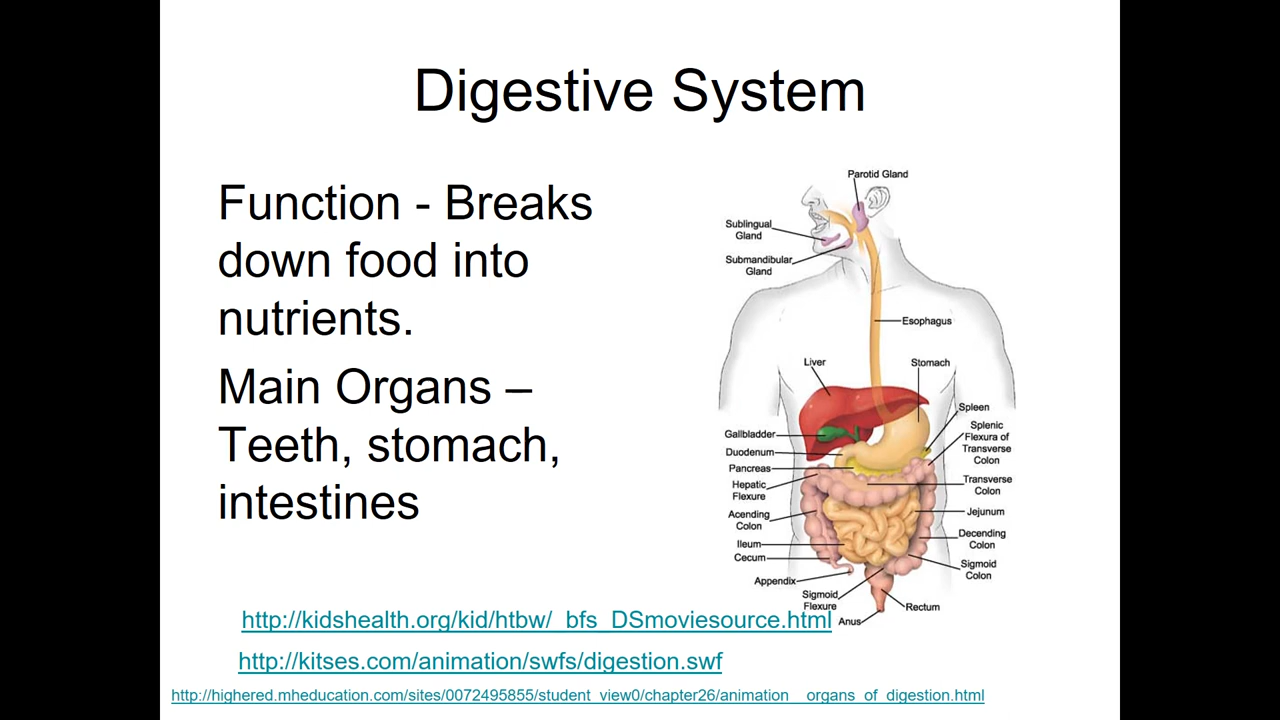 Digestive System
Function - Breaks
down food into
nutrients.
Main Organs –
Teeth, stomach,
intestines
Parotid Gland
Sublingual
Gland
Submandibular
Gland
Esophagus
Liver
Stomach
Spleen
Gallbladder
Splenic
Flexura of
Transverse
Colon
Duodenum
Pancreas
Hepatic
Flexure
Transverse
Colon
Acending
Colon
Jejunum
Ileum
Decending
Colon
Cecum
Sigmoid
Colon
Appendix
Sigmoid
Flexure
Rectum
Anus
http://kidshealth.org/kid/htbw/_bfs_DSmoviesource.html
http://kitses.com/animation/swfs/digestion.swf
http://highered.mheducation.com/sites/0072495855/student_view0/chapter26/animation__organs_of_digestion.html